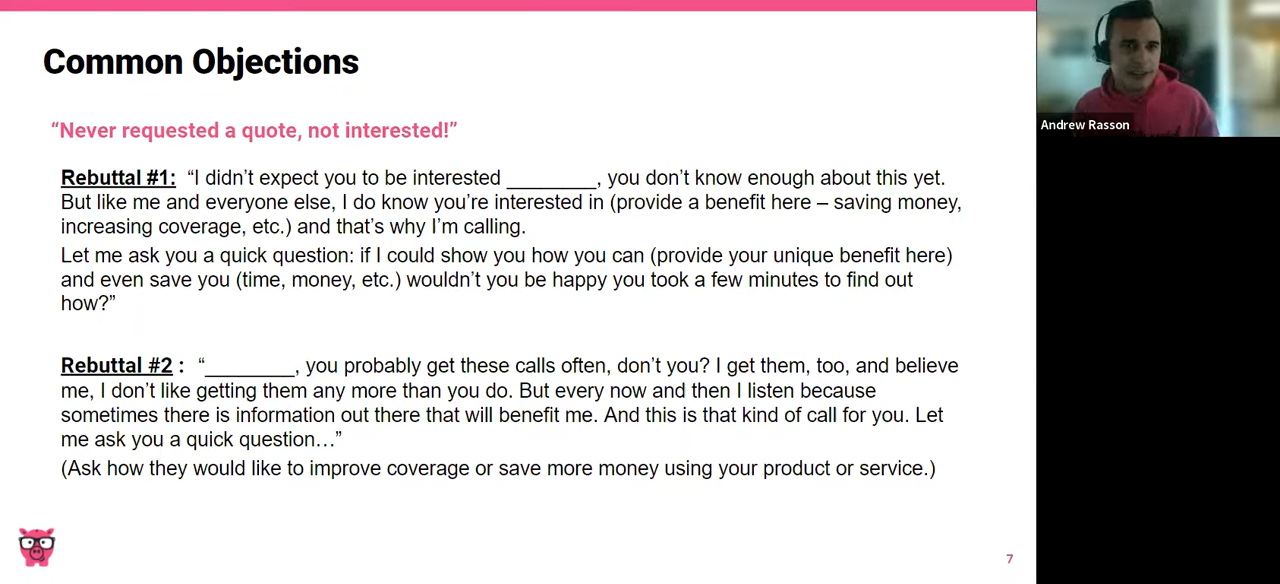 Common Objections
“Never requested a quote, not interested!”
Rebuttal #1: “I didn’t expect you to be interested ________, you don’t know enough about this yet.
But like me and everyone else, I do know you’re interested in (provide a benefit here – saving money,
increasing coverage, etc.) and that’s why I’m calling.
Let me ask you a quick question: if I could show you how you can (provide your unique benefit here)
and even save you (time, money, etc.) wouldn’t you be happy you took a few minutes to find out
how?”
Rebuttal #2 : “________, you probably get these calls often, don’t you? I get them, too, and believe
me, I don’t like getting them any more than you do. But every now and then I listen because
sometimes there is information out there that will benefit me. And this is that kind of call for you. Let
me ask you a quick question…”
(Ask how they would like to improve coverage or save more money using your product or service.)
7
Andrew Rasson